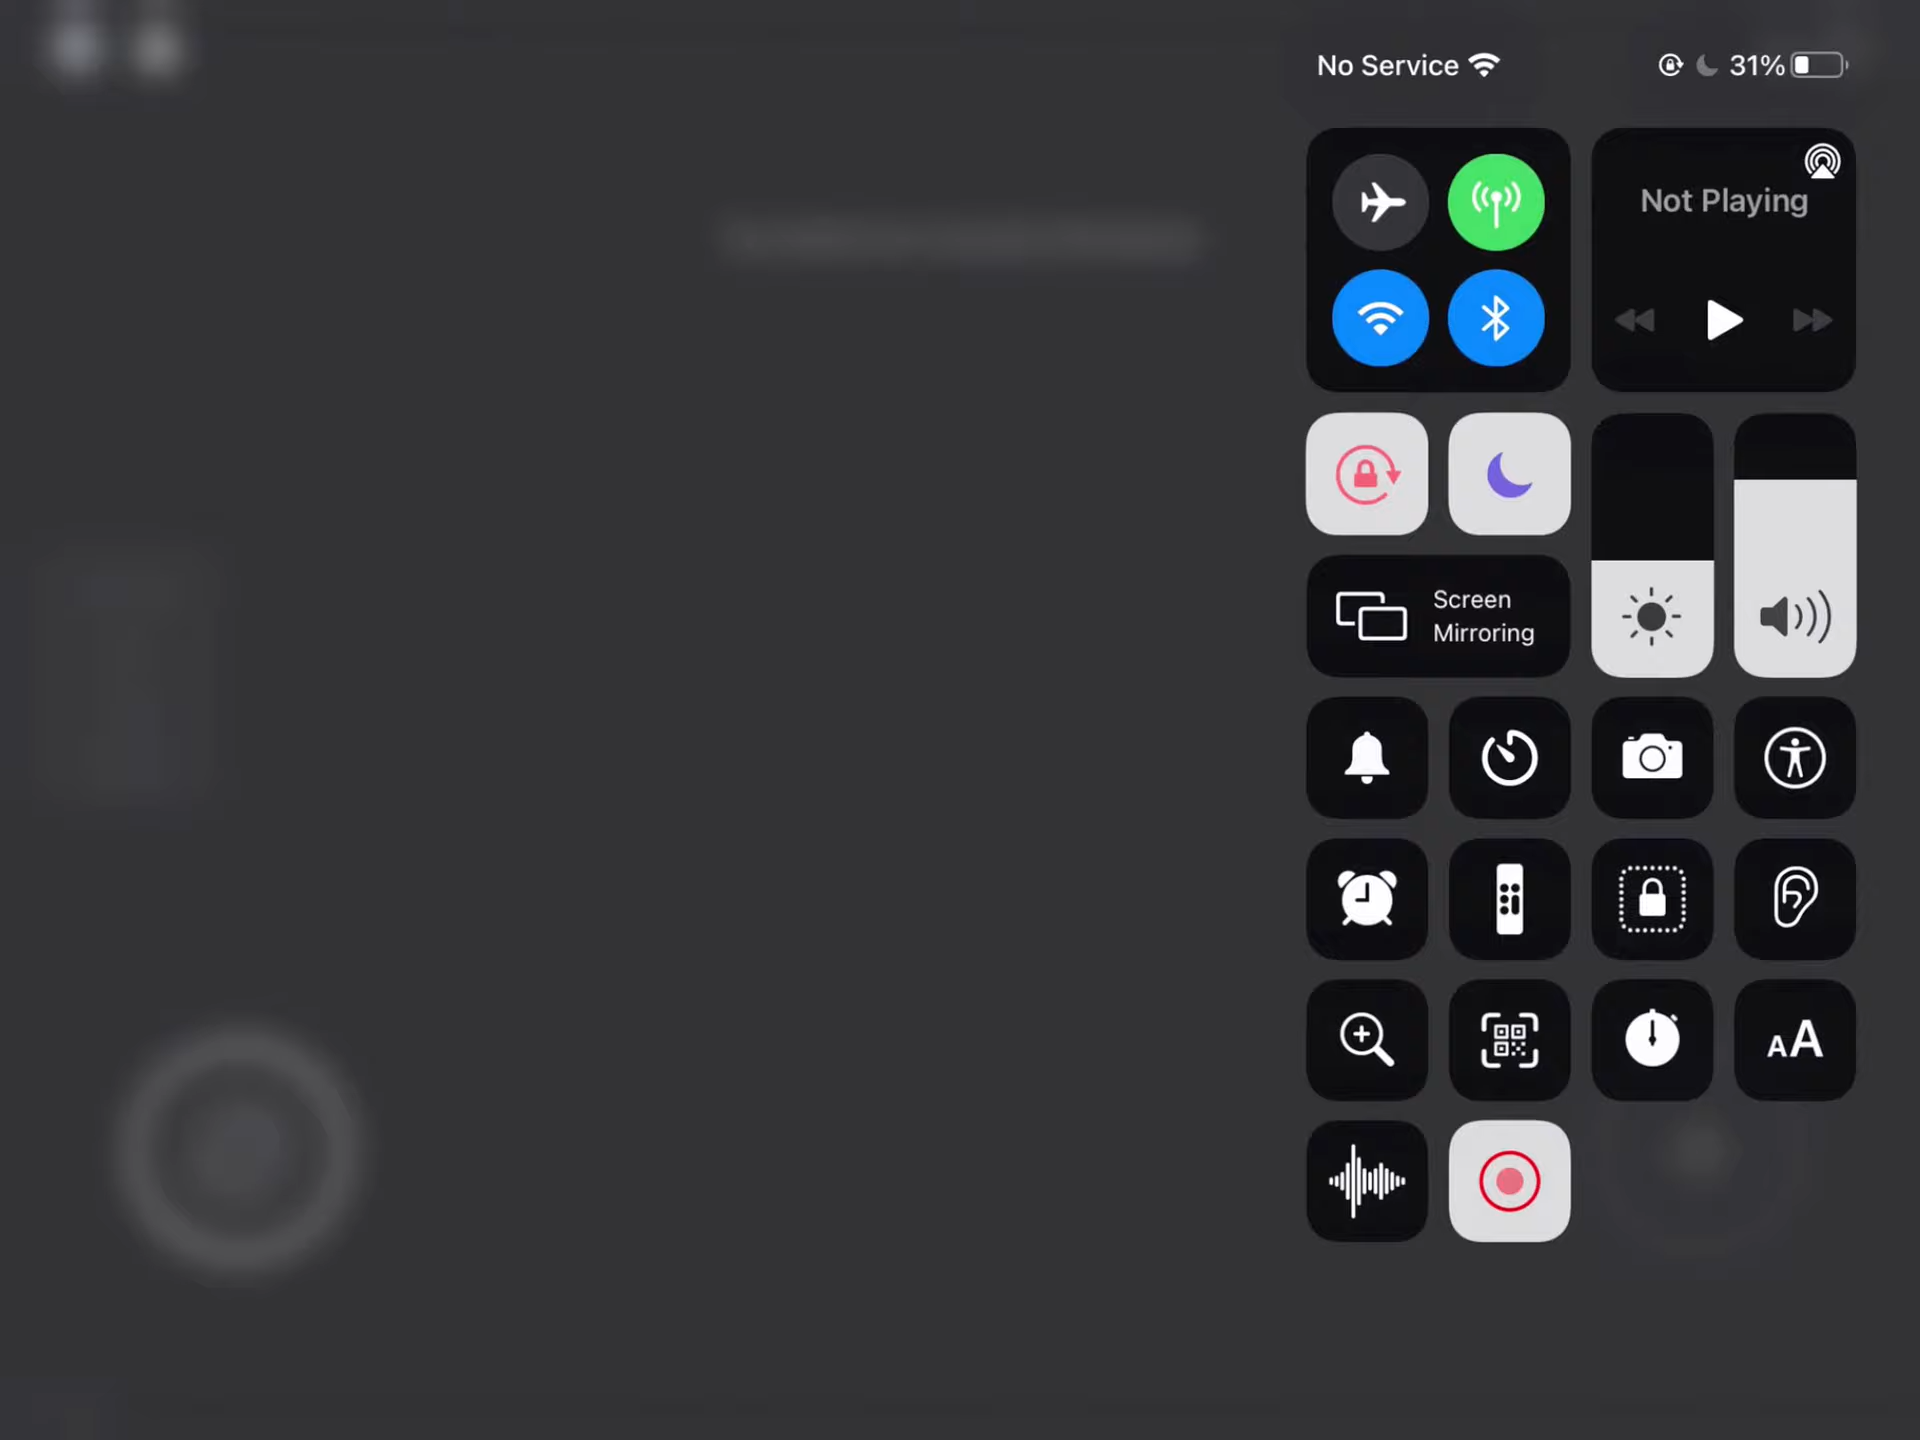 No Service
31%
Not Playing
Screen
Mirroring
AA